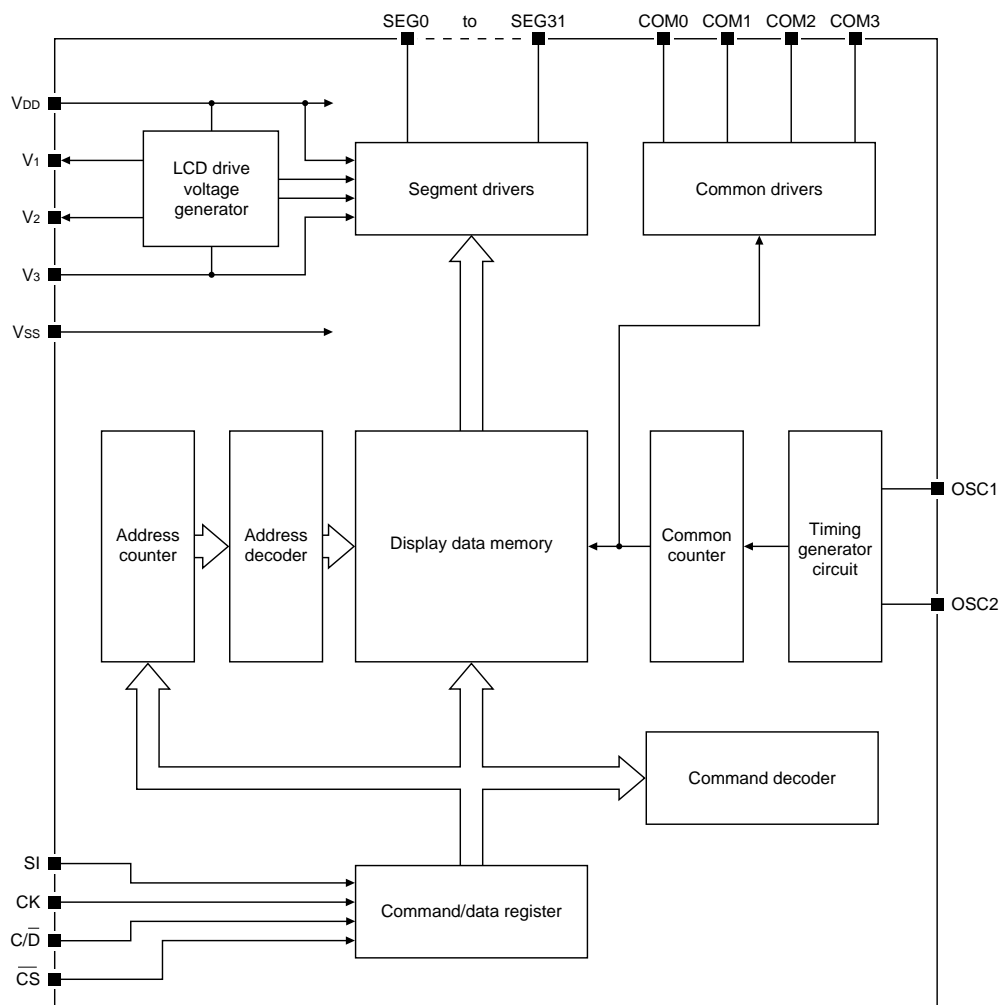 SEG0 to SEG31 COM0 COM1 COM2 COM3
VDD
V1
V2
V3
VSS
LCD drive
voltage
generator
Segment drivers
Common drivers
Address
counter
Address
decoder
Display data memory
Common
counter
Timing
generator
circuit
OSC1
OSC2
Command decoder
SI
CK
C/D̅
C̅S̅
Command/data register